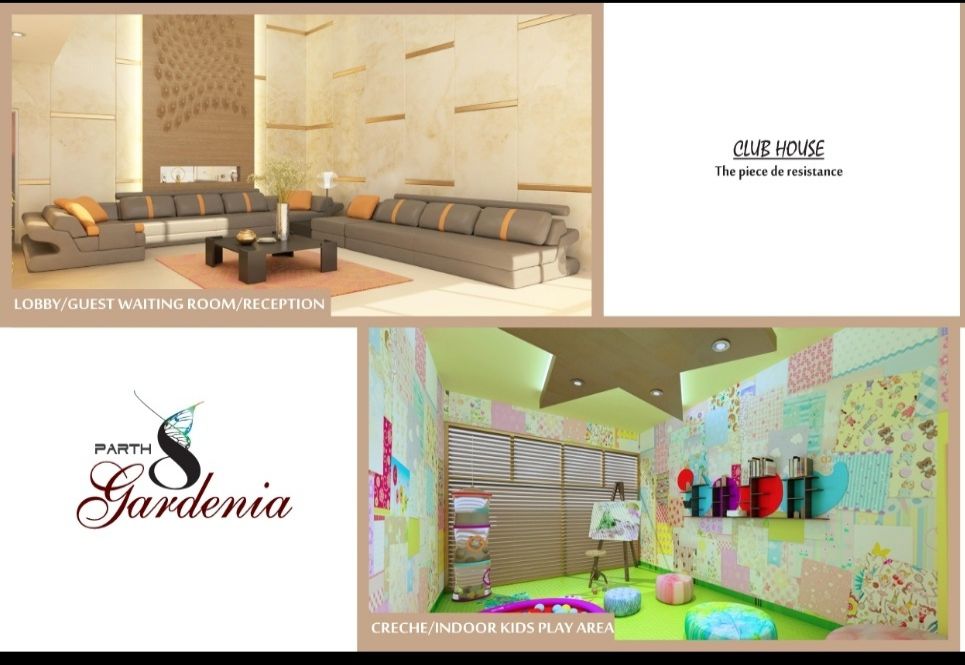 CLUB HOUSE
The piece de resistance
LOBBY/GUEST WAITING ROOM/RECEPTION
PARTH
Gardenia
CRECHE/INDOOR KIDS PLAY AREA